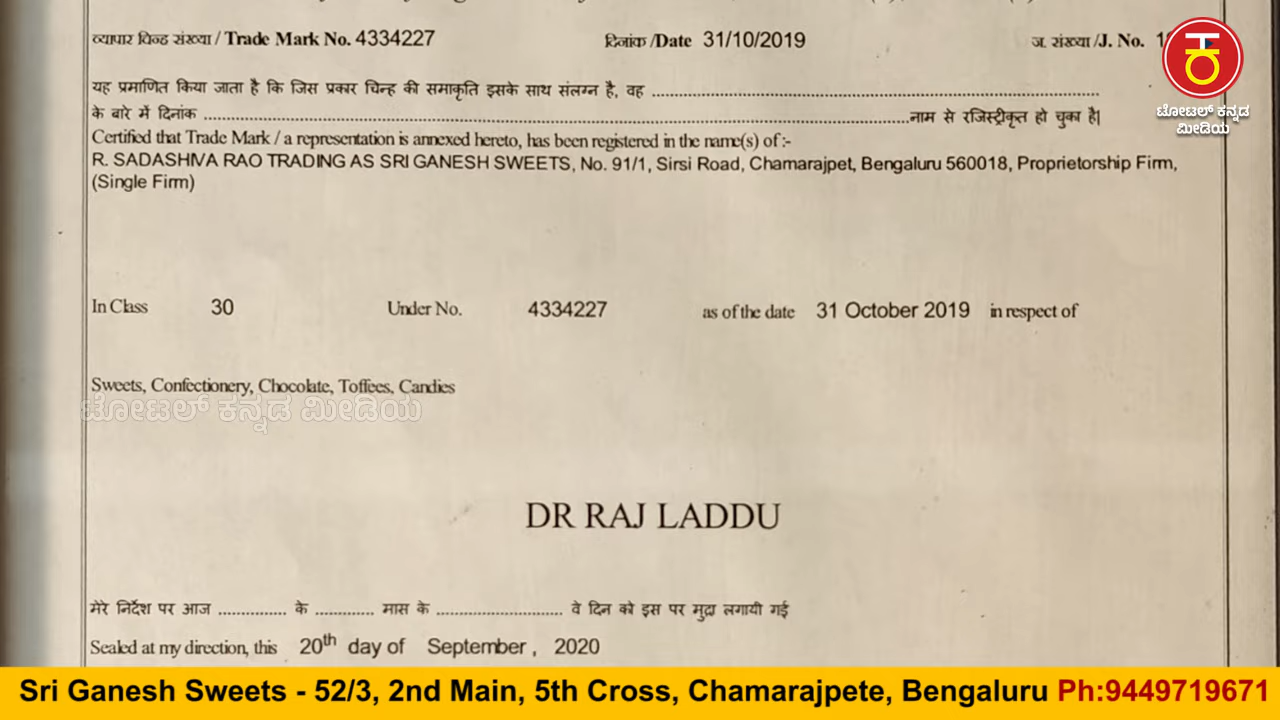 व्यापार चिन्ह संख्या / Trade Mark No. 4334227 दिनांक /Date 31/10/2019 ज. संख्या /J. No.
यह प्रमाणित किया जाता है कि जिस प्रकार चिन्ह की समाकृति इसके साथ संलग्न है, वह ........................................
के बारे में दिनांक ........................................नाम से रजिस्ट्रीकृत हो चुका है|
Certified that Trade Mark / a representation is annexed hereto, has been registered in the name(s) of :-
R. SADASHIVA RAO TRADING AS SRI GANESH SWEETS, No. 91/1, Sirsi Road, Chamarajpet, Bengaluru 560018, Proprietorship Firm,
(Single Firm)
In Class 30 Under No. 4334227 as of the date 31 October 2019 in respect of
Sweets, Confectionery, Chocolate, Toffees, Candies
ಟೋಟಲ್ ಕನ್ನಡ ಮೀಡಿಯ
DR RAJ LADDU
मेरे निर्देश पर आज .............. के ............ मास के ......................... वे दिन को इस पर मुद्रा लगायी गई
Sealed at my direction, this 20th day of September, 2020
ಕ
ಟೋಟಲ್ ಕನ್ನಡ
ಮೀಡಿಯ
Sri Ganesh Sweets - 52/3, 2nd Main, 5th Cross, Chamarajpete, Bengaluru Ph:9449719671